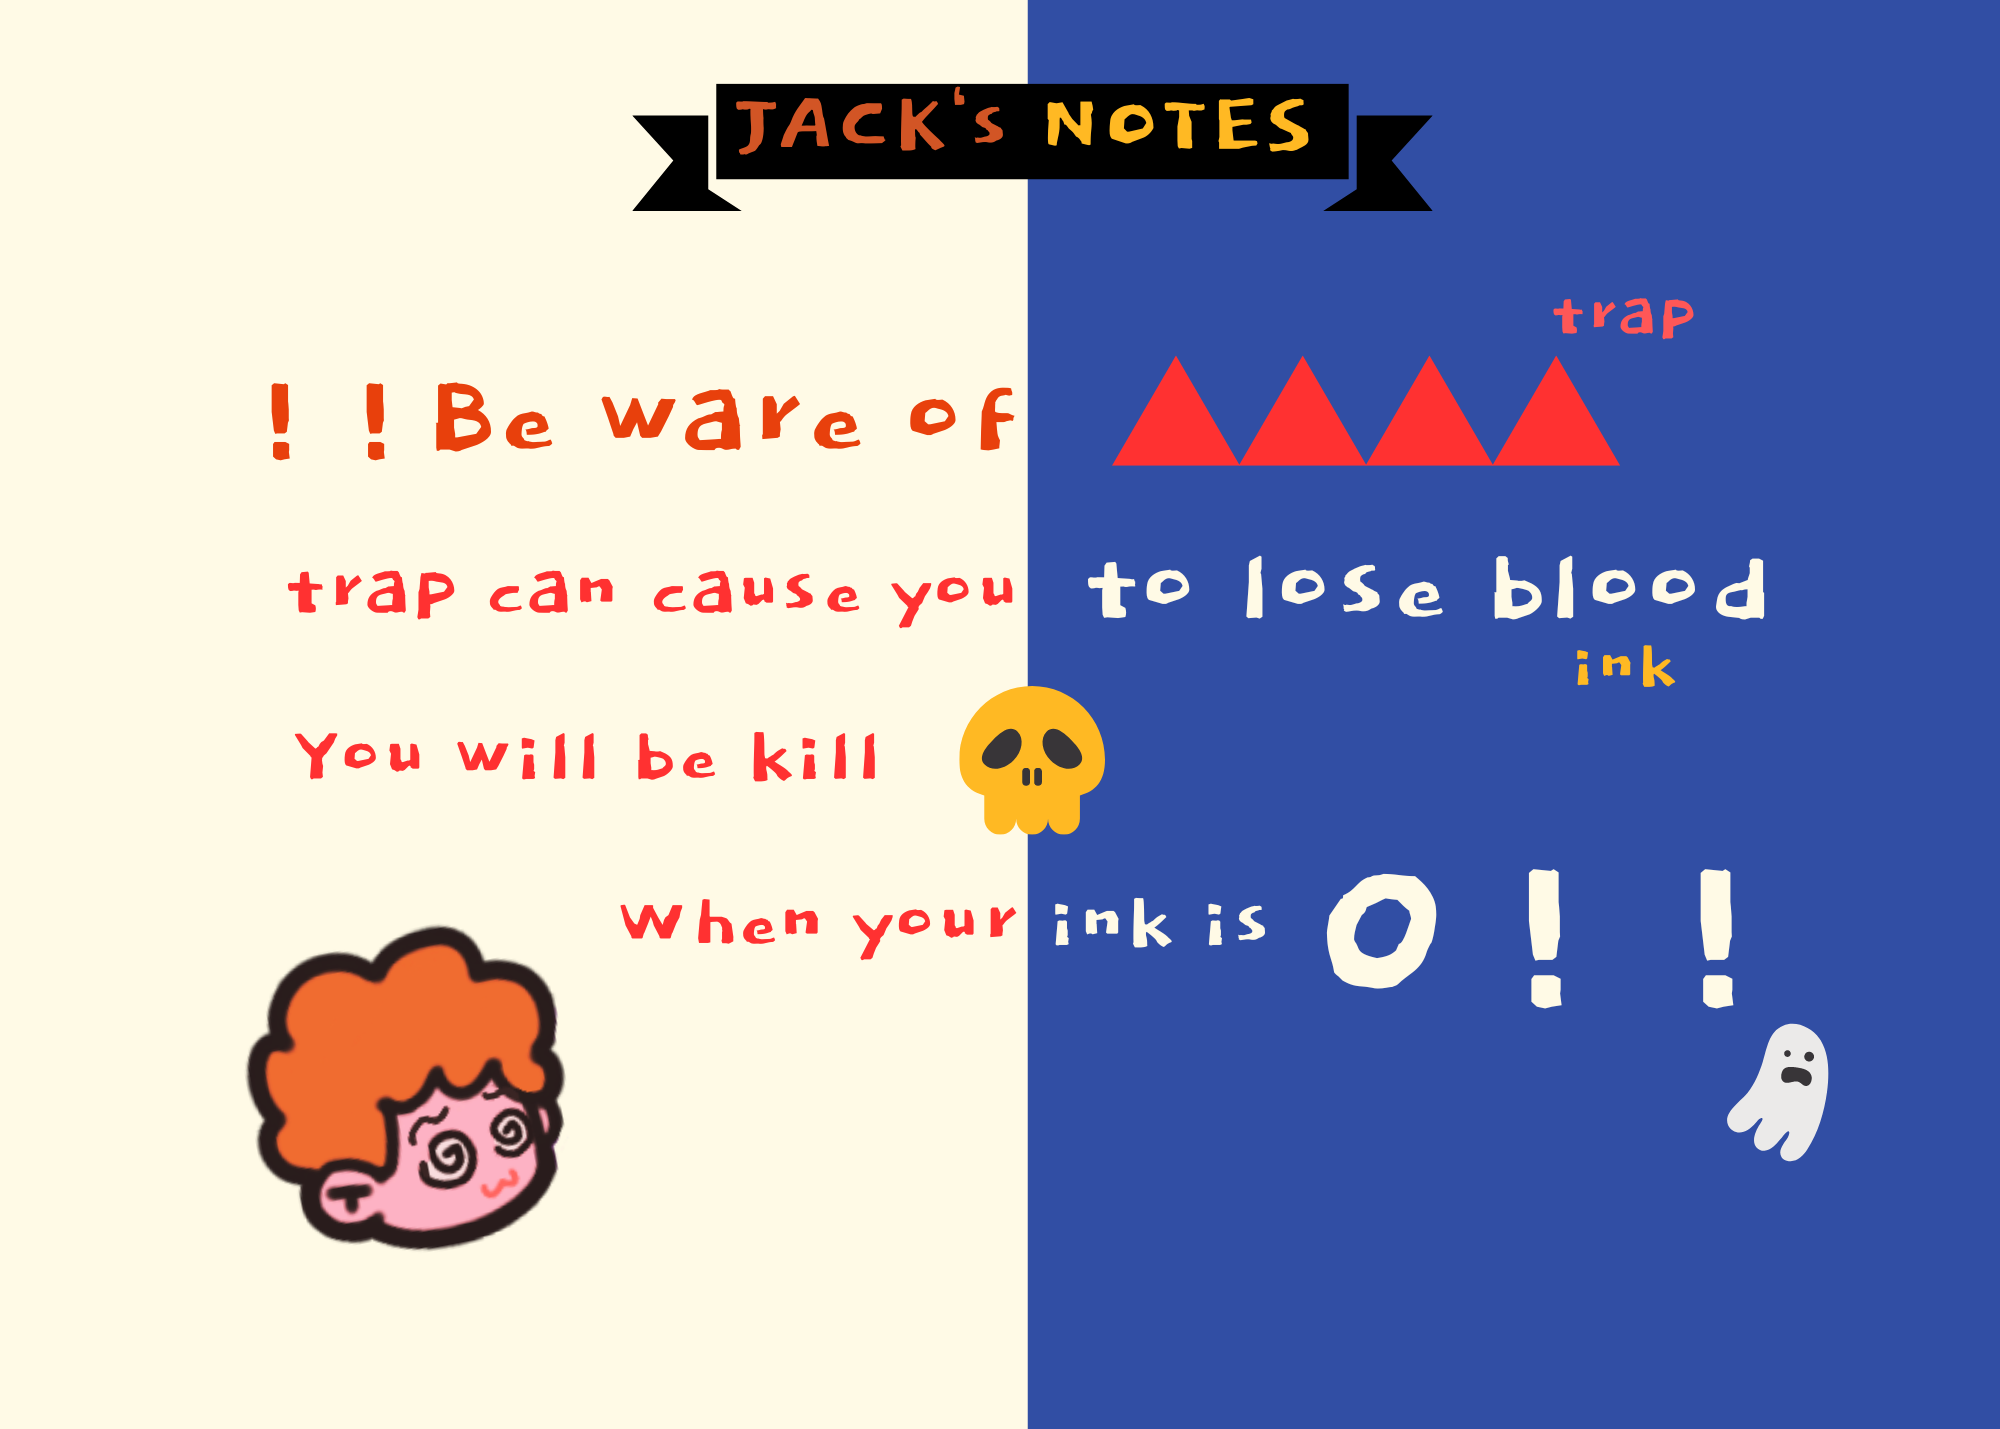 JACK's NOTES
trap
! ! Be ware of
trap can cause you to lose blood
ink
You will be kill
When your ink is 0 ! !